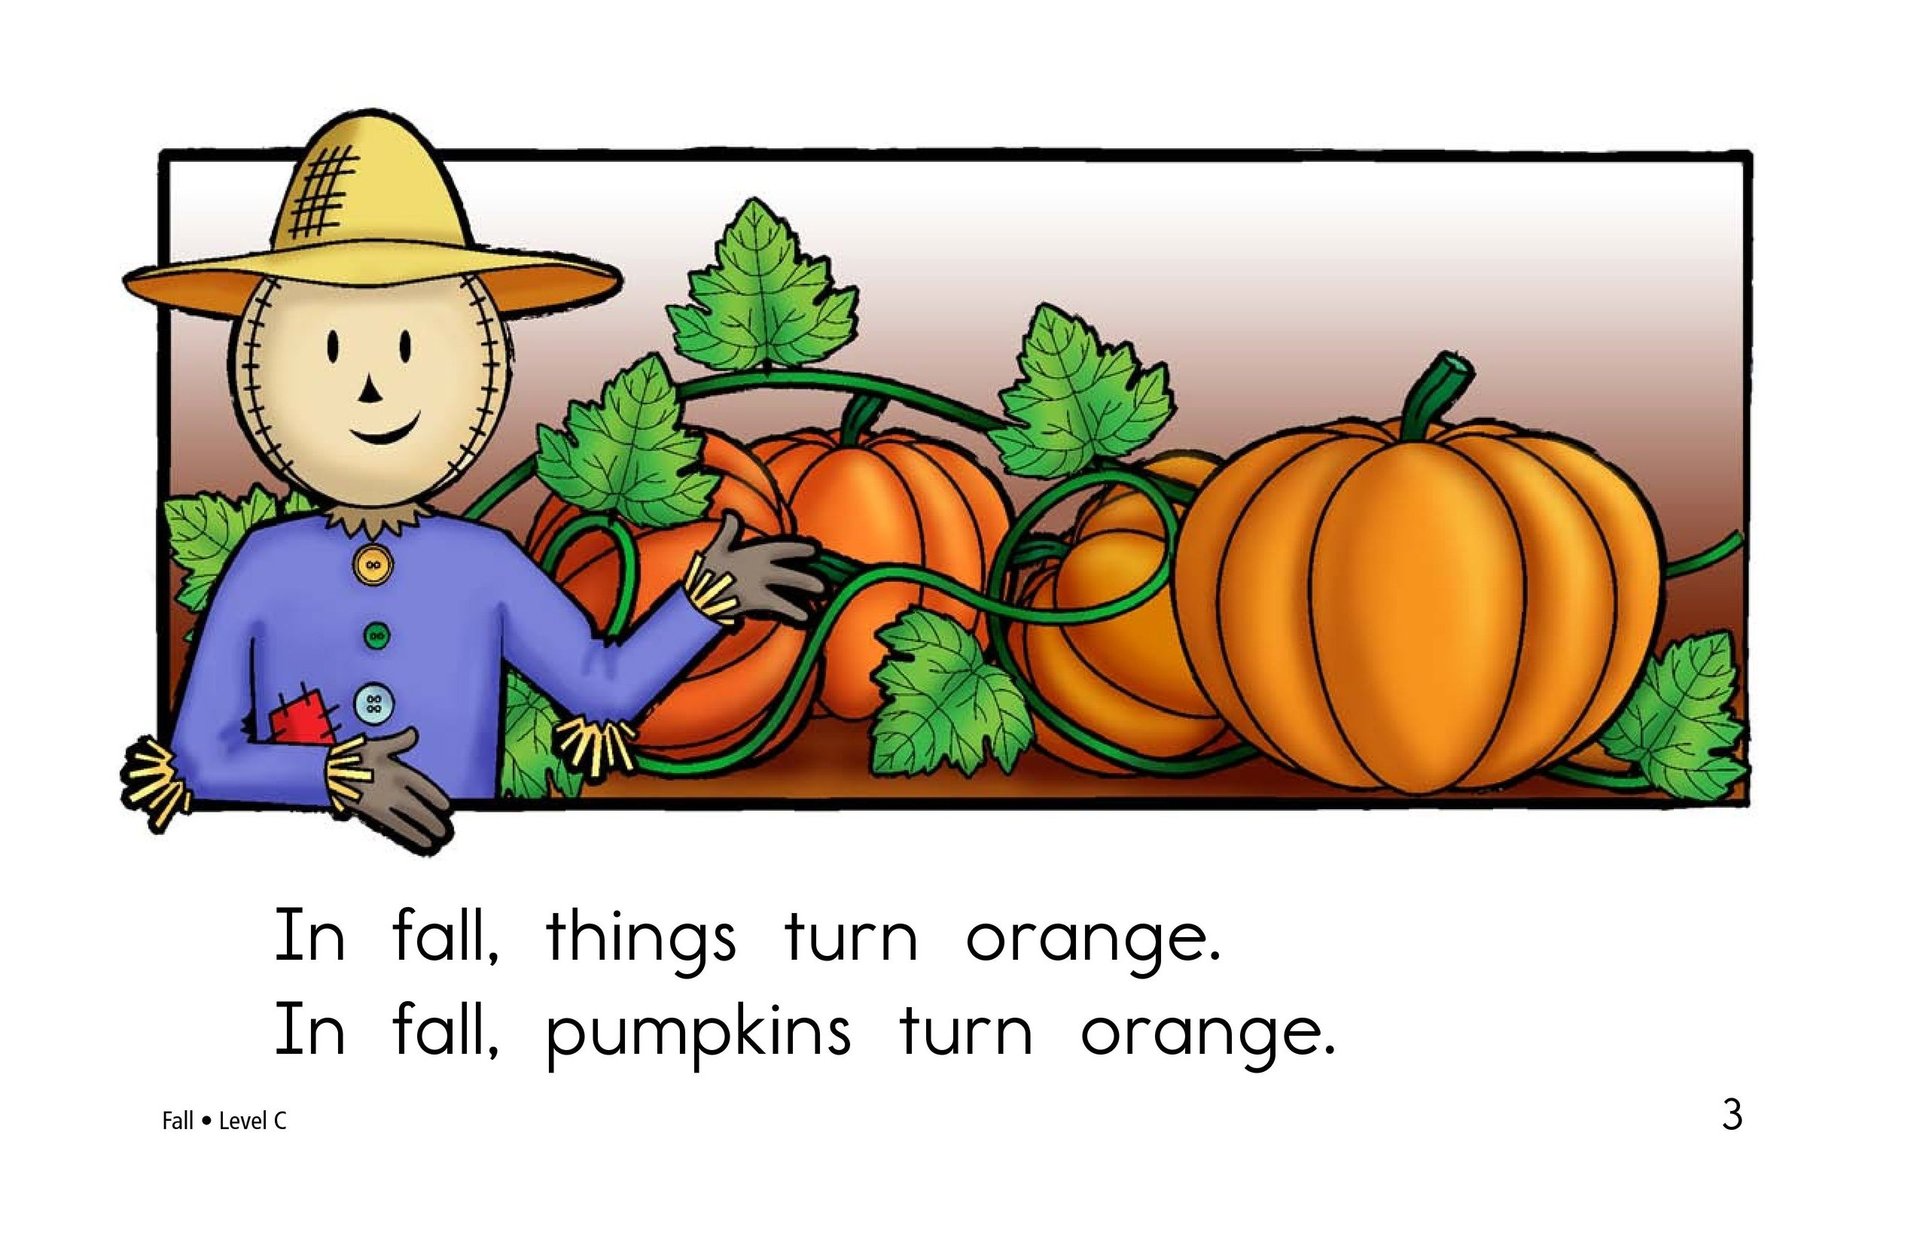 In fall, things turn orange.
In fall, pumpkins turn orange.
Fall • Level C
3